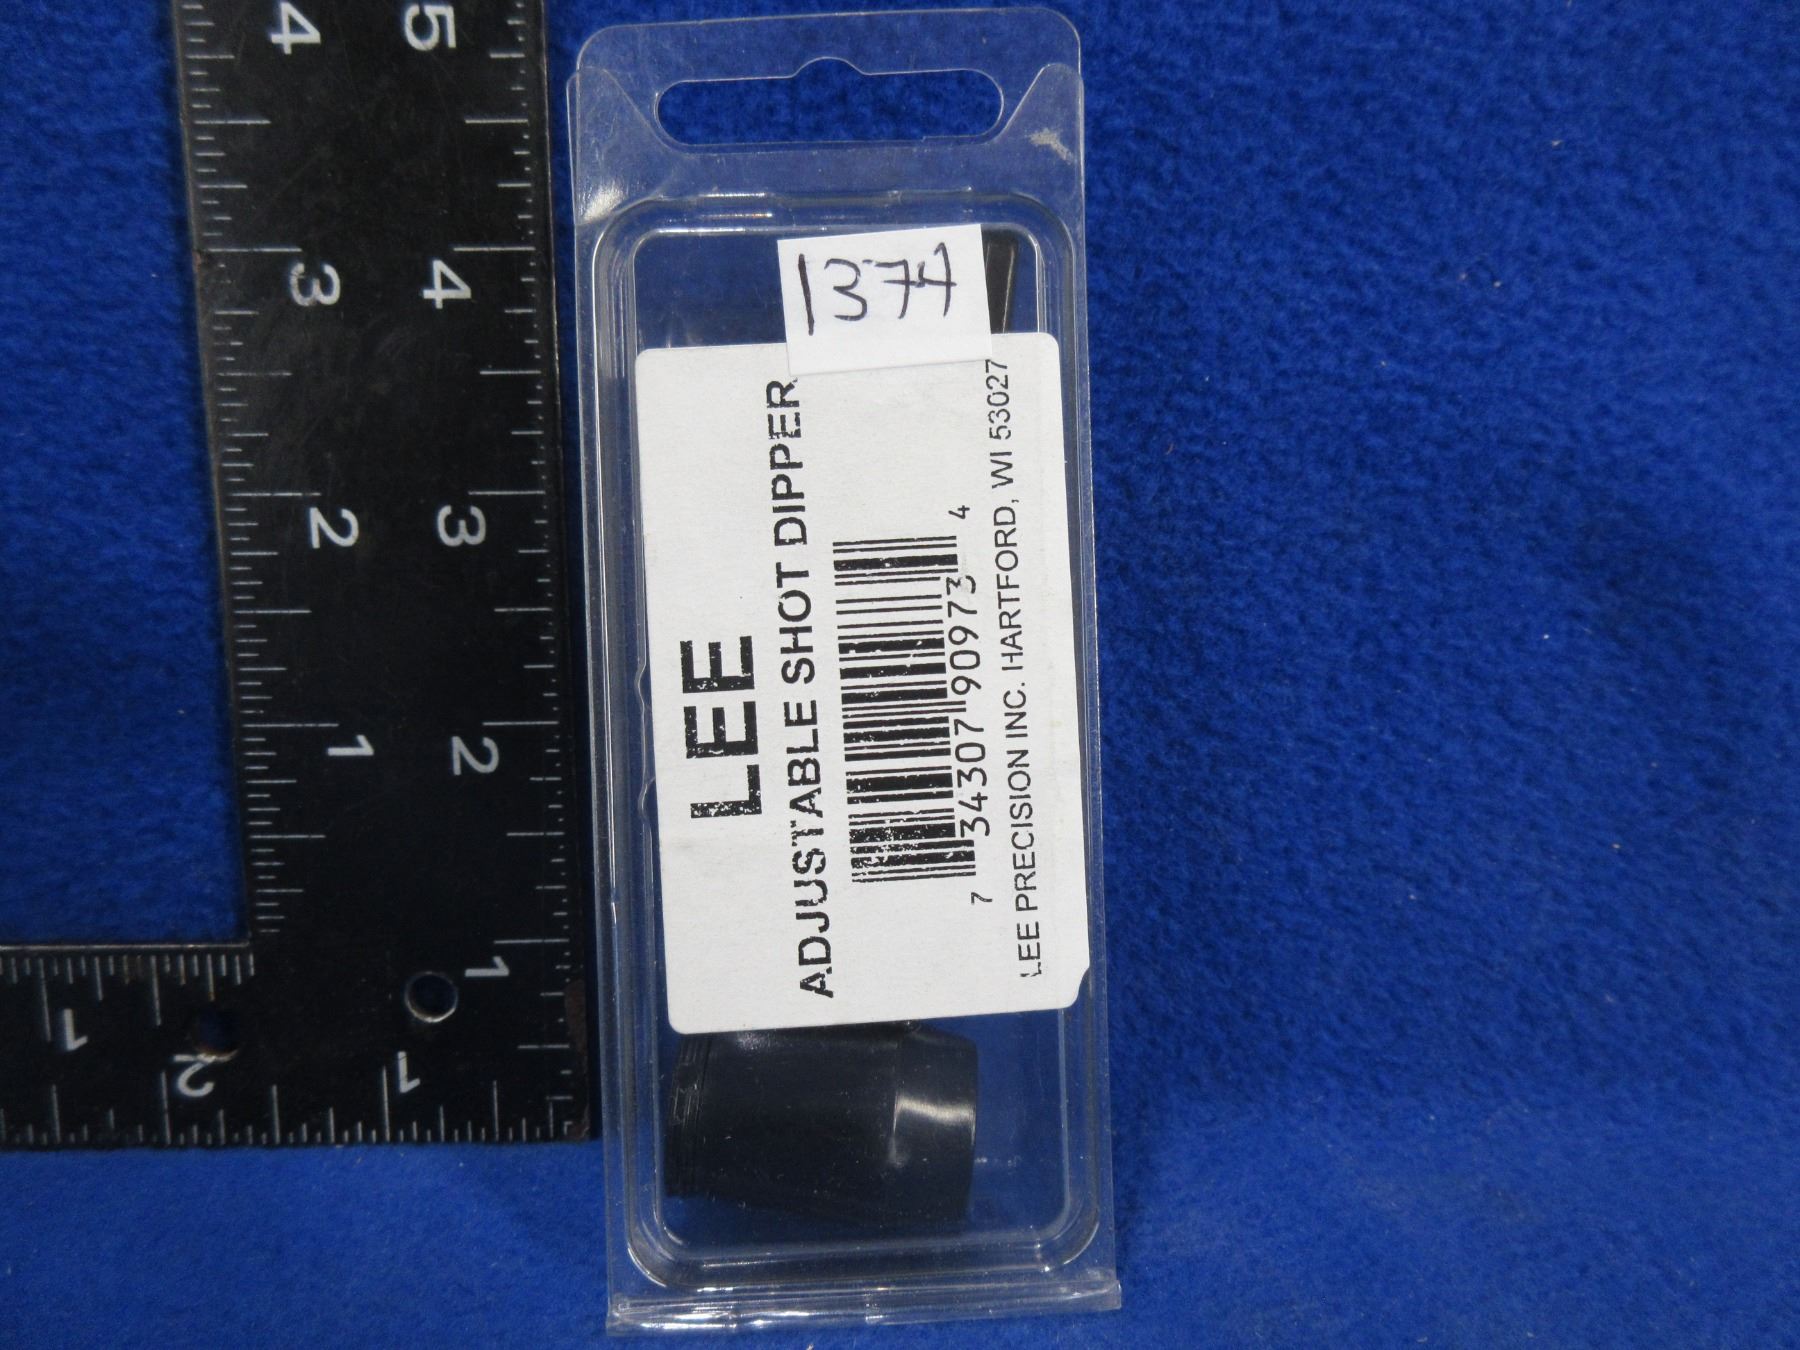 1374
LEE
ADJUSTABLE SHOT DIPPER
7 34307 90973 4
LEE PRECISION INC. HARTFORD, WI 53027
4 5
3 4
2 3
1 2
1
1
2 1